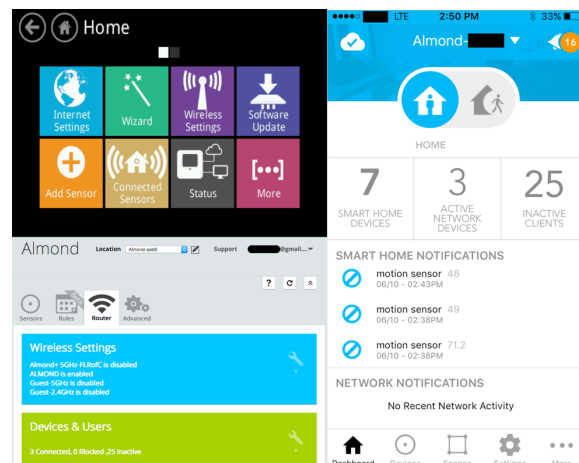 Home
Internet
Settings
Wizard
Wireless
Settings
Software
Update
Add Sensor
Connected
Sensors
Status
More
Almond
Location
Almond-aab8
Support
@gmail....
?
C
Sensors
Rules
Router
Advanced
Wireless Settings
Almond+ 5GHz-FLRofC is disabled
ALMOND is enabled
Guest-5GHz is disabled
Guest-2.4GHz is disabled
Devices & Users
3 Connected, 0 Blocked ,25 Inactive
LTE 2:50 PM 33%
Almond-
16
HOME
7
SMART HOME
DEVICES
3
ACTIVE
NETWORK
DEVICES
25
INACTIVE
CLIENTS
SMART HOME NOTIFICATIONS
motion sensor 48
06/10 - 02:43PM
motion sensor 49
06/10 - 02:38PM
motion sensor 71.2
06/10 - 02:38PM
NETWORK NOTIFICATIONS
No Recent Network Activity
Dashboard Devices Scenes Settings More